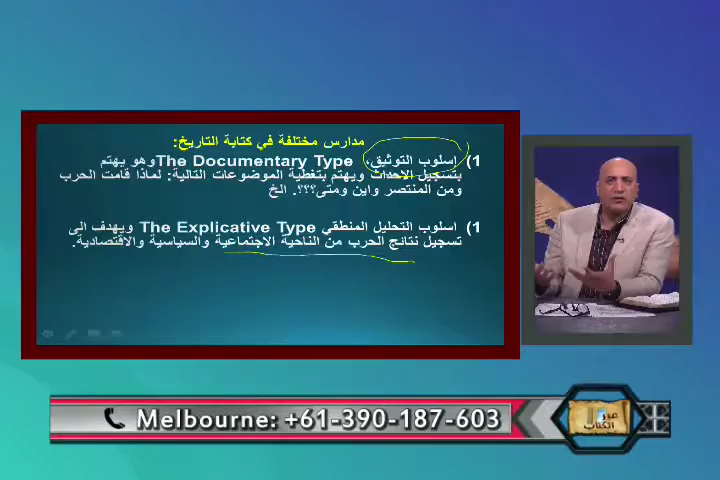 مدارس مختلفة في كتابة التاريخ:
1) اسلوب التوثيق، The Documentary Type وهو يهتم
بتسجيل الاحداث ويهتم بتغطية الموضوعات التالية: لماذا قامت الحرب
ومن المنتصر واين ومتى؟؟؟. الخ
1) اسلوب التحليل المنطقي The Explicative Type ويهدف الى
تسجيل نتائج الحرب من الناحية الاجتماعية والسياسية والاقتصادية.
Melbourne: +61-390-187-603
الكتاب